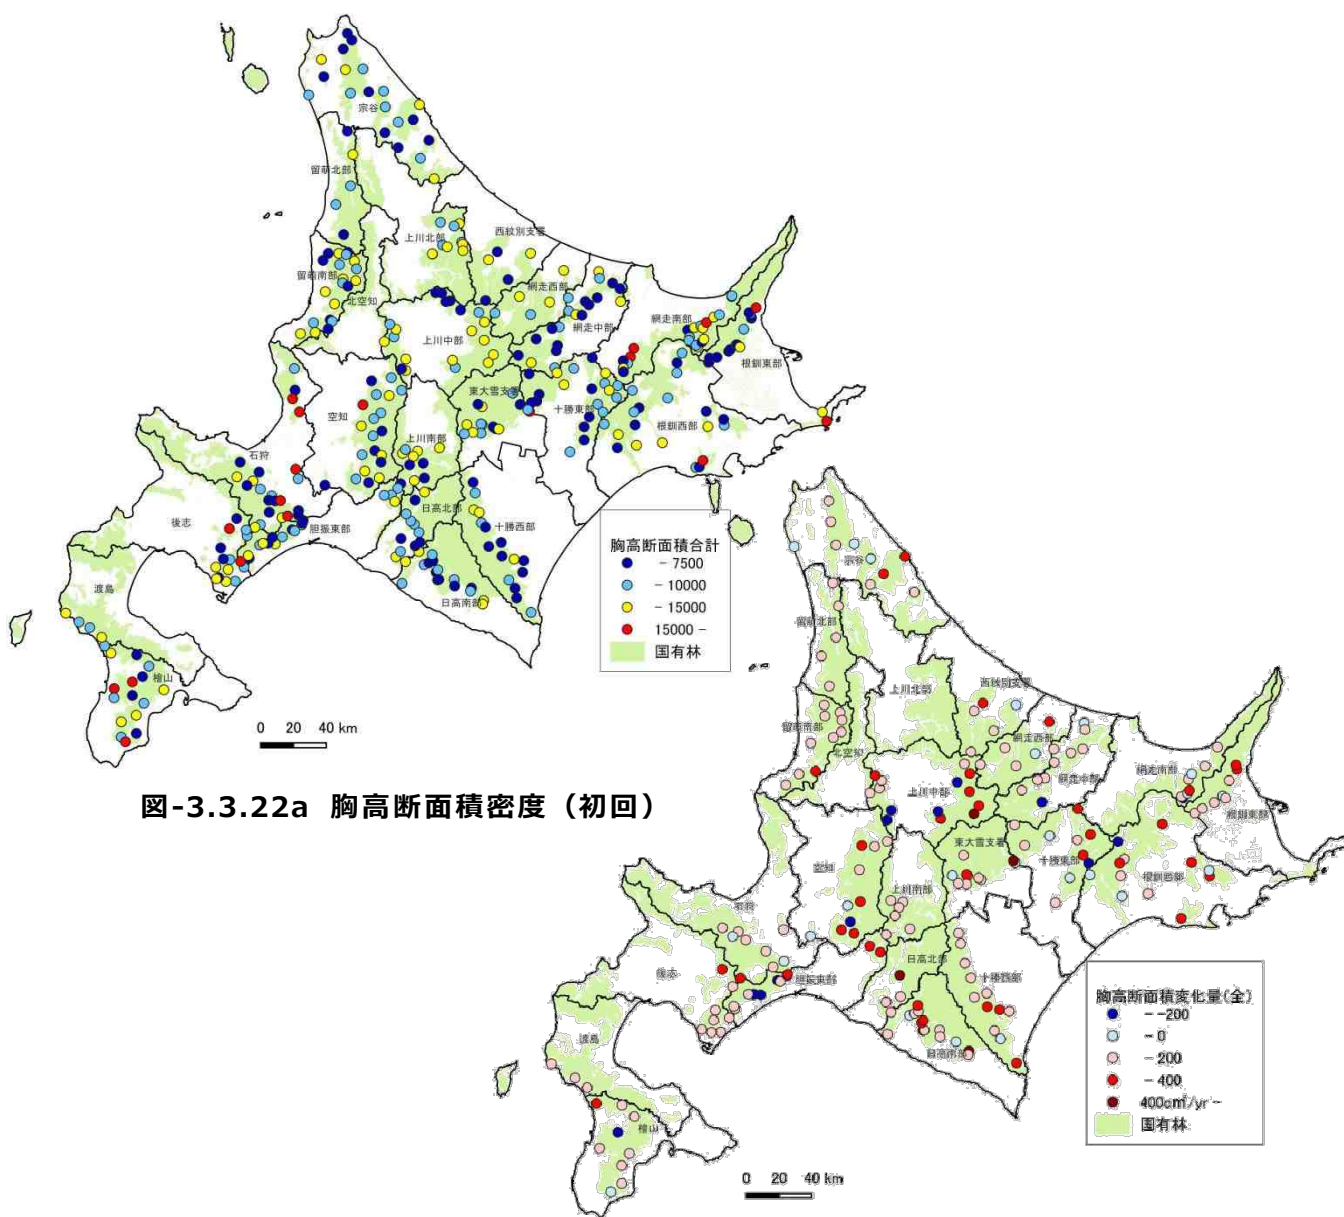 宗谷
留萌北部
上川北部
西紋別支署
留萌南部
北空知
網走西部
網走中部
網走南部
上川中部
根釧東部
東大雪支署
十勝東部
空知
上川南部
根釧西部
石狩
後志
胆振東部
日高北部
十勝西部
渡島
日高南部
檜山
胸高断面積合計
- 7500
- 10000
- 15000
15000 -
国有林
0 20 40 km
図-3.3.22a 胸高断面積密度（初回）
宗谷
留萌北部
上川北部
西紋別支署
留萌南部
北空知
網走西部
網走中部
網走南部
上川中部
根釧東部
東大雪支署
十勝東部
空知
上川南部
根釧西部
石狩
後志
胆振東部
日高北部
十勝西部
渡島
日高南部
檜山
胸高断面積変化量(全)
- -200
- 0
- 200
- 400
400cm²/yr -
国有林
0 20 40 km